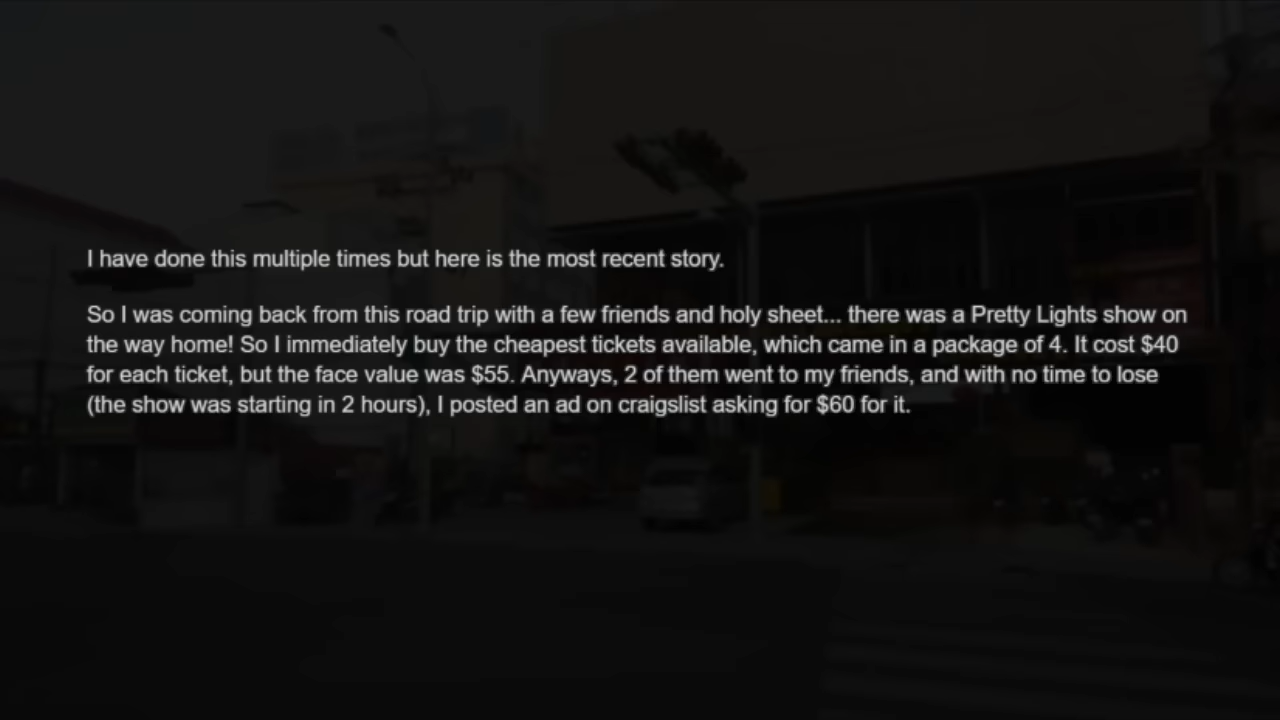 I have done this multiple times but here is the most recent story.
So I was coming back from this road trip with a few friends and holy sheet... there was a Pretty Lights show on
the way home! So I immediately buy the cheapest tickets available, which came in a package of 4. It cost $40
for each ticket, but the face value was $55. Anyways, 2 of them went to my friends, and with no time to lose
(the show was starting in 2 hours), I posted an ad on craigslist asking for $60 for it.